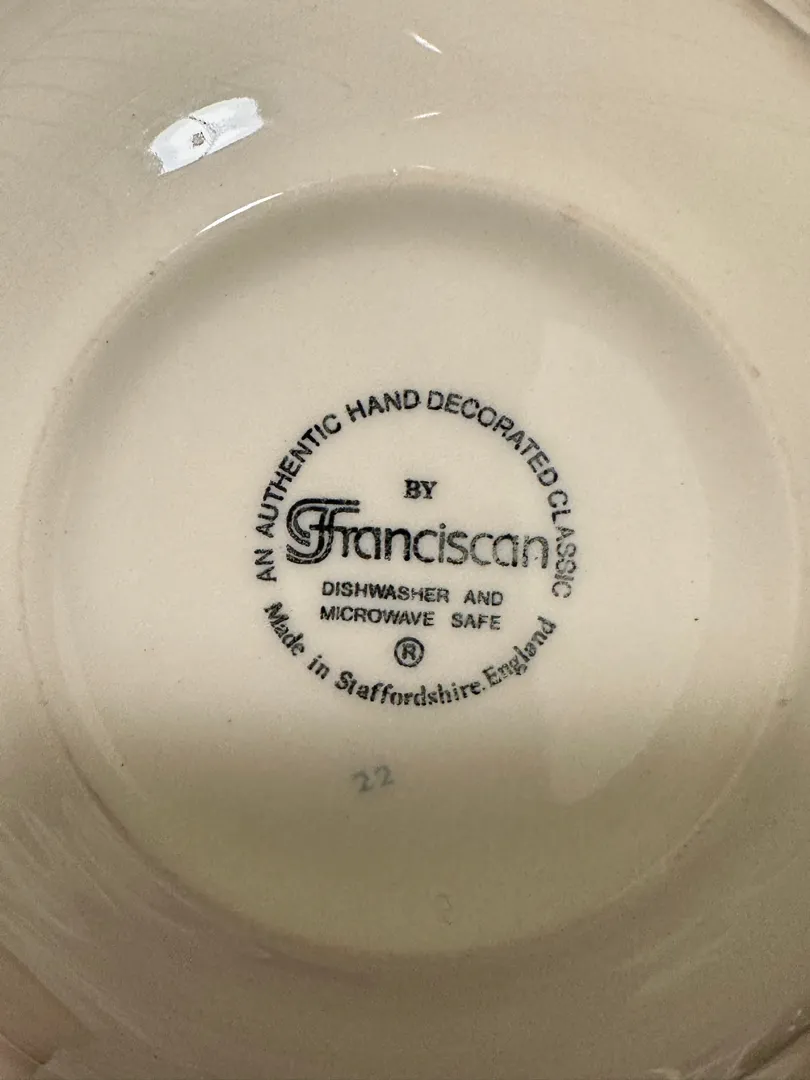 AN AUTHENTIC HAND DECORATED CLASSIC
BY
Franciscan
DISHWASHER AND
MICROWAVE SAFE
®
Made in Staffordshire. England
22